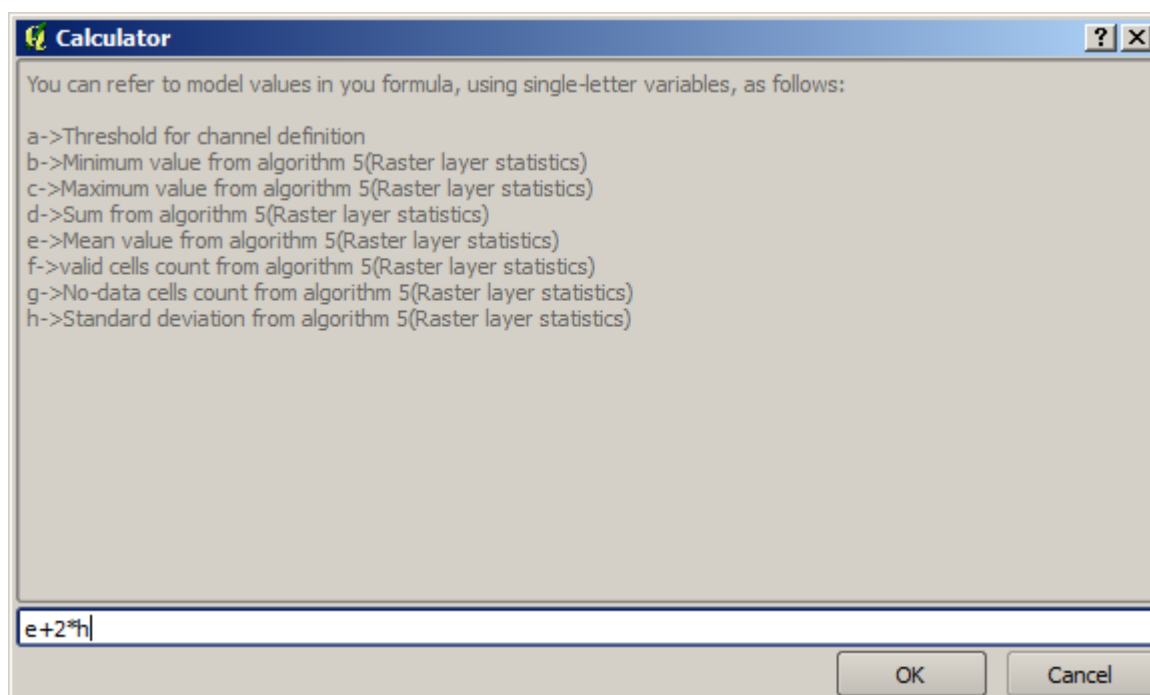 Calculator
You can refer to model values in you formula, using single-letter variables, as follows:
a->Threshold for channel definition
b->Minimum value from algorithm 5(Raster layer statistics)
c->Maximum value from algorithm 5(Raster layer statistics)
d->Sum from algorithm 5(Raster layer statistics)
e->Mean value from algorithm 5(Raster layer statistics)
f->valid cells count from algorithm 5(Raster layer statistics)
g->No-data cells count from algorithm 5(Raster layer statistics)
h->Standard deviation from algorithm 5(Raster layer statistics)
e+2*h
OK Cancel